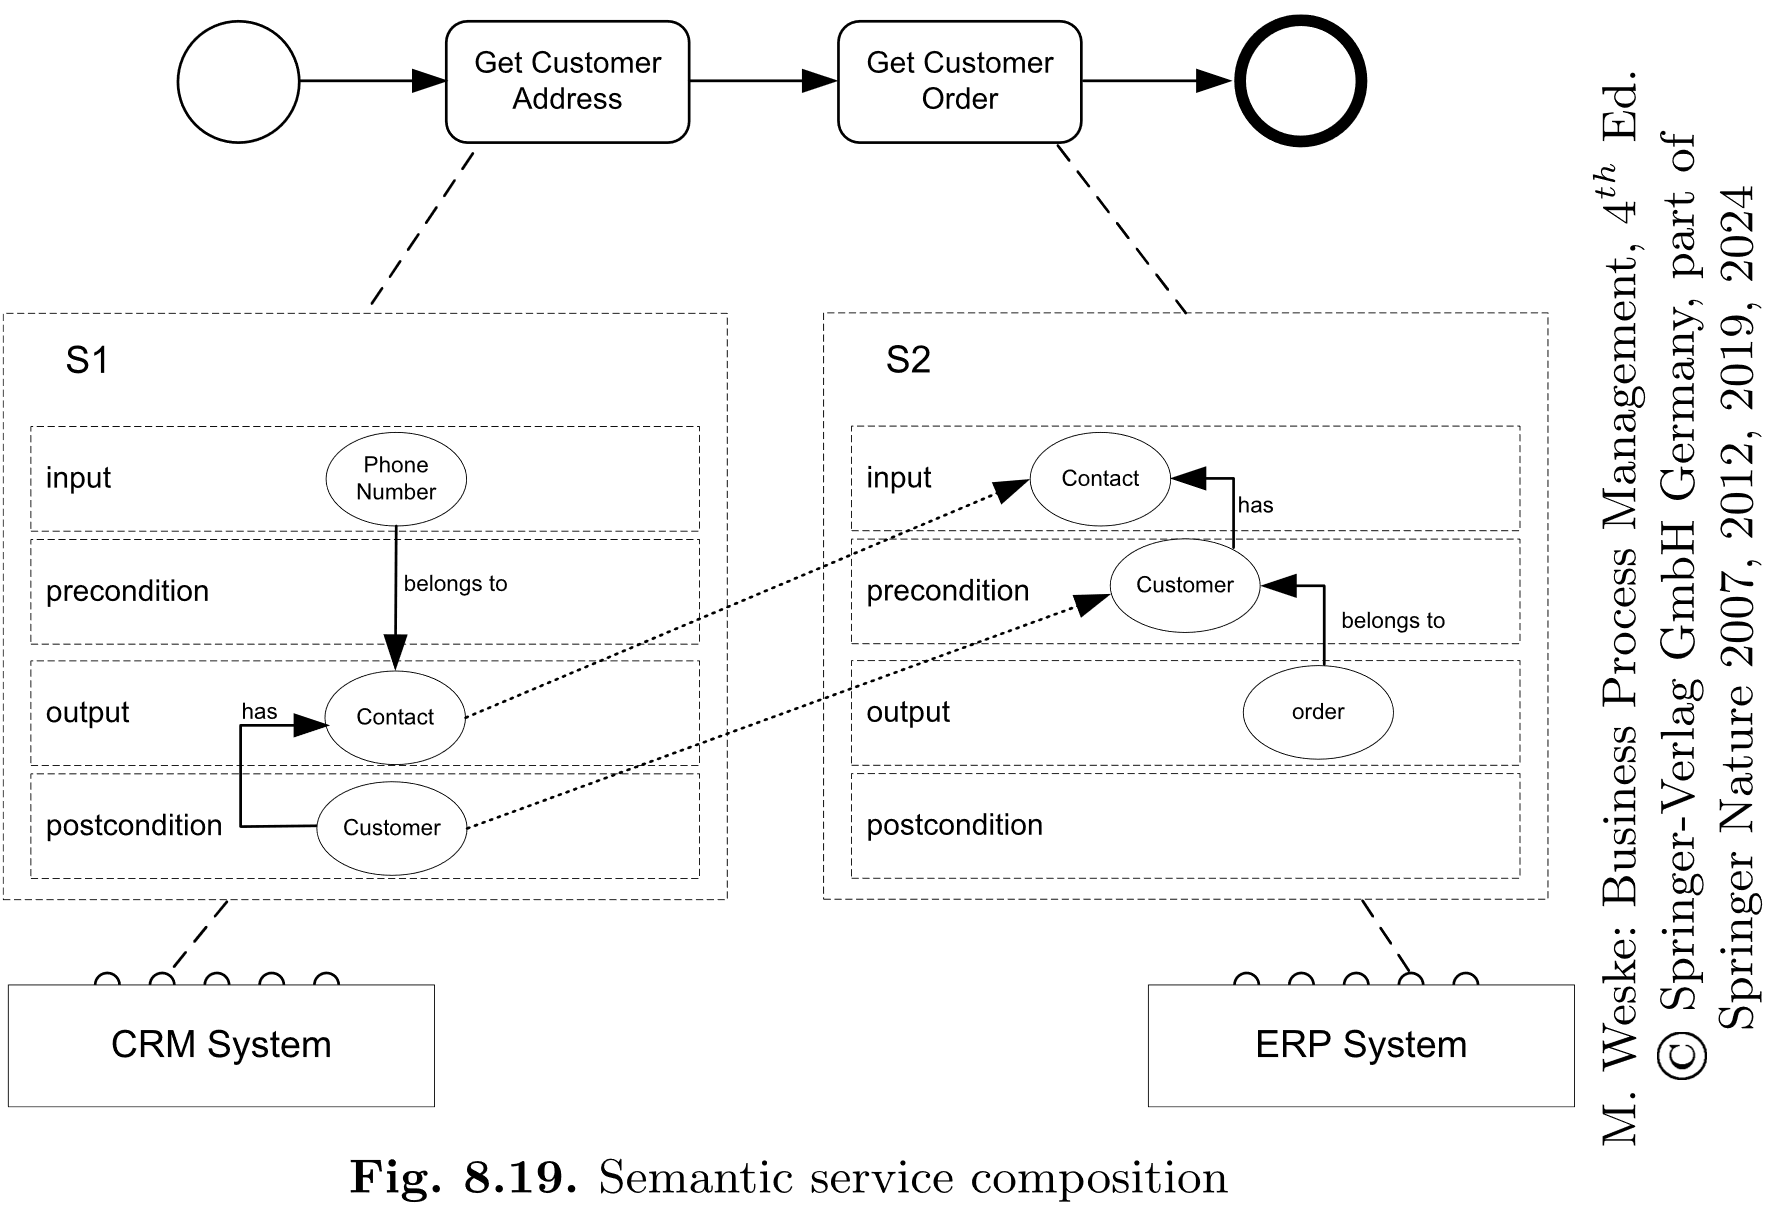 Get Customer
Address
Get Customer
Order
S1
input
Phone
Number
precondition
belongs to
output
has
Contact
postcondition
Customer
S2
input
Contact
has
precondition
Customer
belongs to
output
order
postcondition
CRM System
ERP System
Fig. 8.19. Semantic service composition
M. Weske: Business Process Management, 4th Ed.
© Springer-Verlag GmbH Germany, part of
Springer Nature 2007, 2012, 2019, 2024